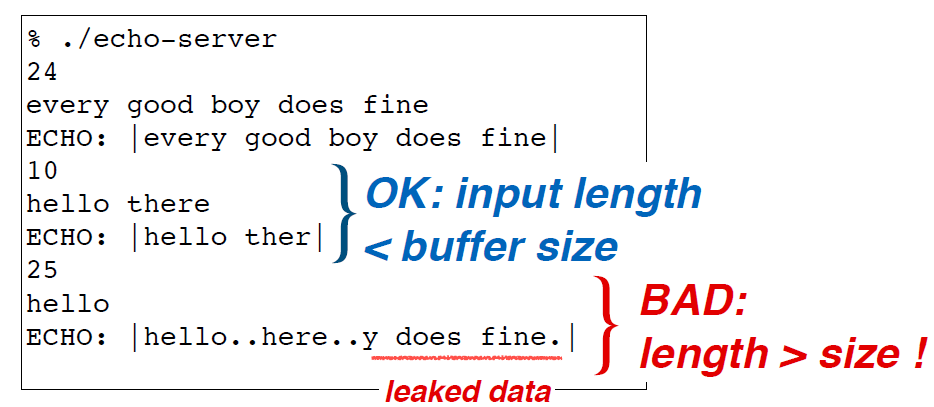 % ./echo-server
24
every good boy does fine
ECHO: |every good boy does fine|
10
hello there
ECHO: |hello ther|
OK: input length
< buffer size
25
hello
ECHO: |hello..here..y does fine.|
BAD:
length > size !
leaked data